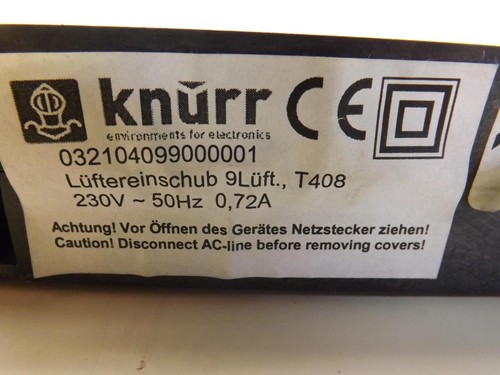 knürr CE
environments for electronics
032104099000001
Lüftereinschub 9Lüft., T408
230V ~ 50Hz 0,72A
Achtung! Vor Öffnen des Gerätes Netzstecker ziehen!
Caution! Disconnect AC-line before removing covers!